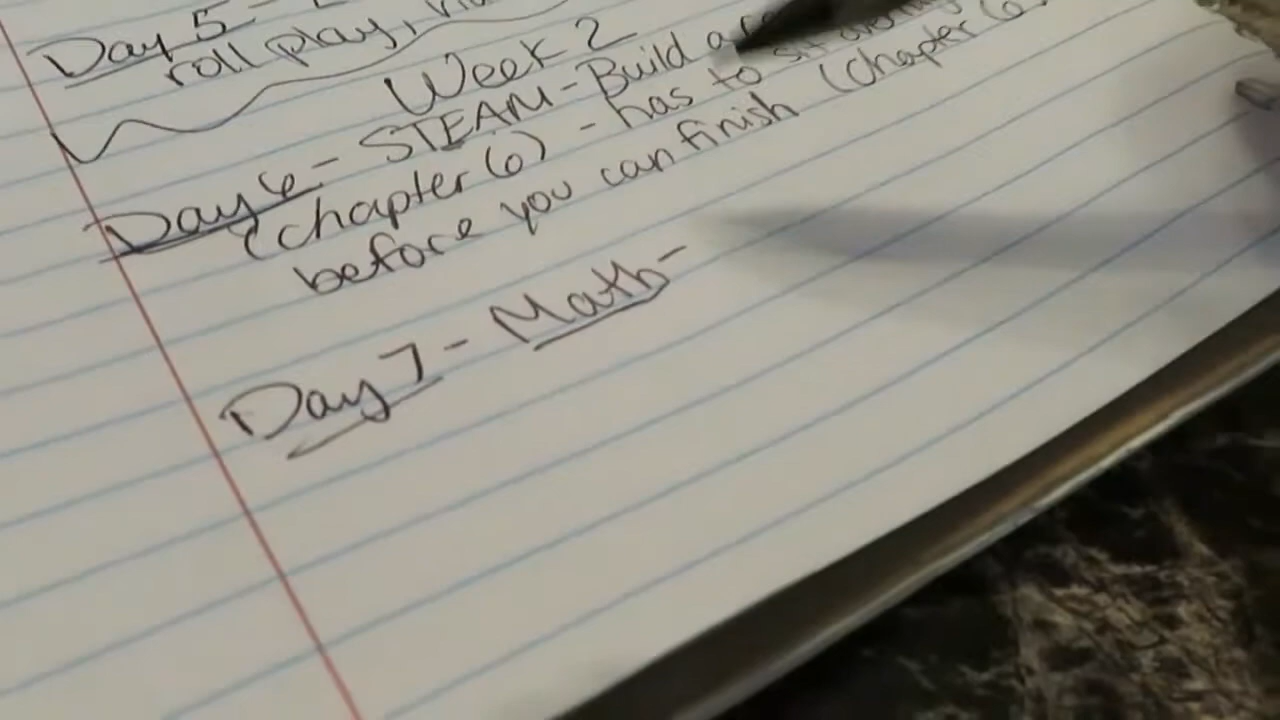 Day 5 -
roll play,
Week 2
Day 6 - STEAM - Build a
(chapter 6) - has to sit
before you can finish (Chapter 6
Day 7 - Math -